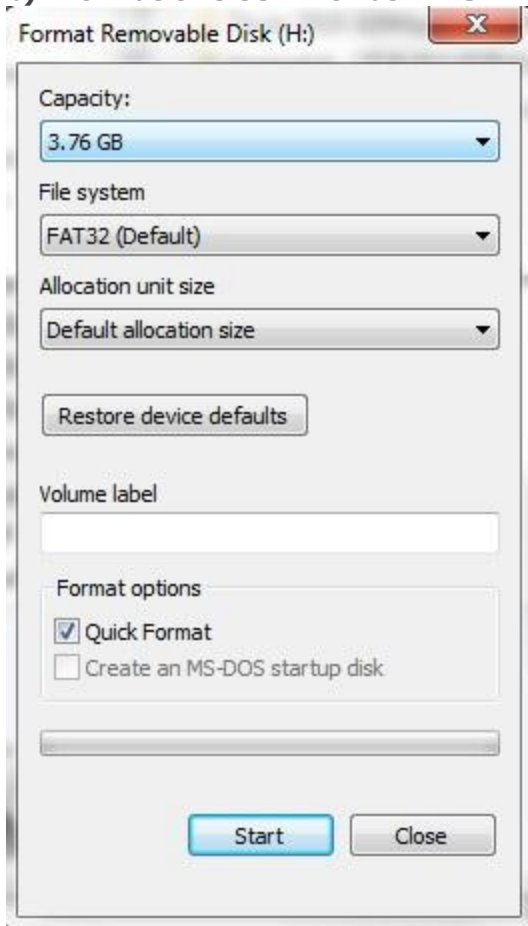 Format Removable Disk (H:)
Capacity:
3.76 GB
File system
FAT32 (Default)
Allocation unit size
Default allocation size
Restore device defaults
Volume label
Format options
Quick Format
Create an MS-DOS startup disk
Start
Close